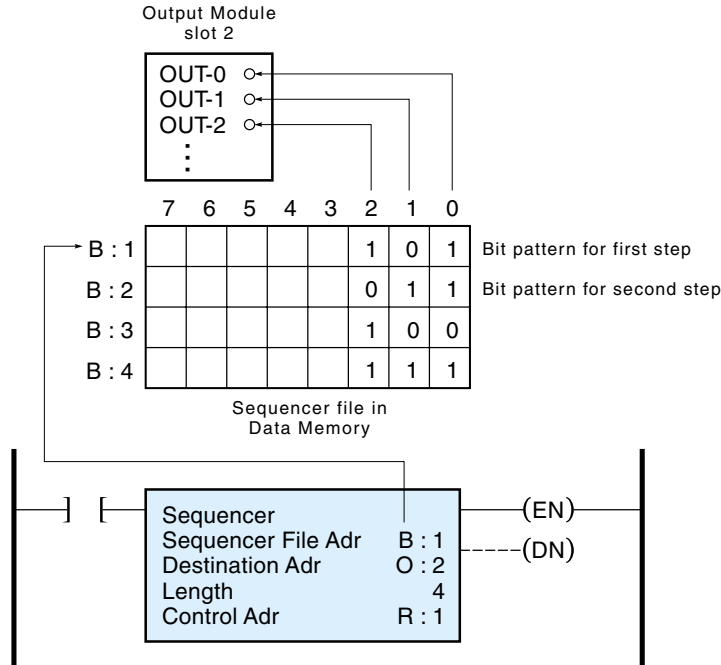 Output Module
slot 2
OUT-0
OUT-1
OUT-2
7 6 5 4 3 2 1 0
B : 1 1 0 1 Bit pattern for first step
B : 2 0 1 1 Bit pattern for second step
B : 3 1 0 0
B : 4 1 1 1
Sequencer file in
Data Memory
Sequencer (EN)
Sequencer File Adr B : 1
Destination Adr O : 2 (DN)
Length 4
Control Adr R : 1